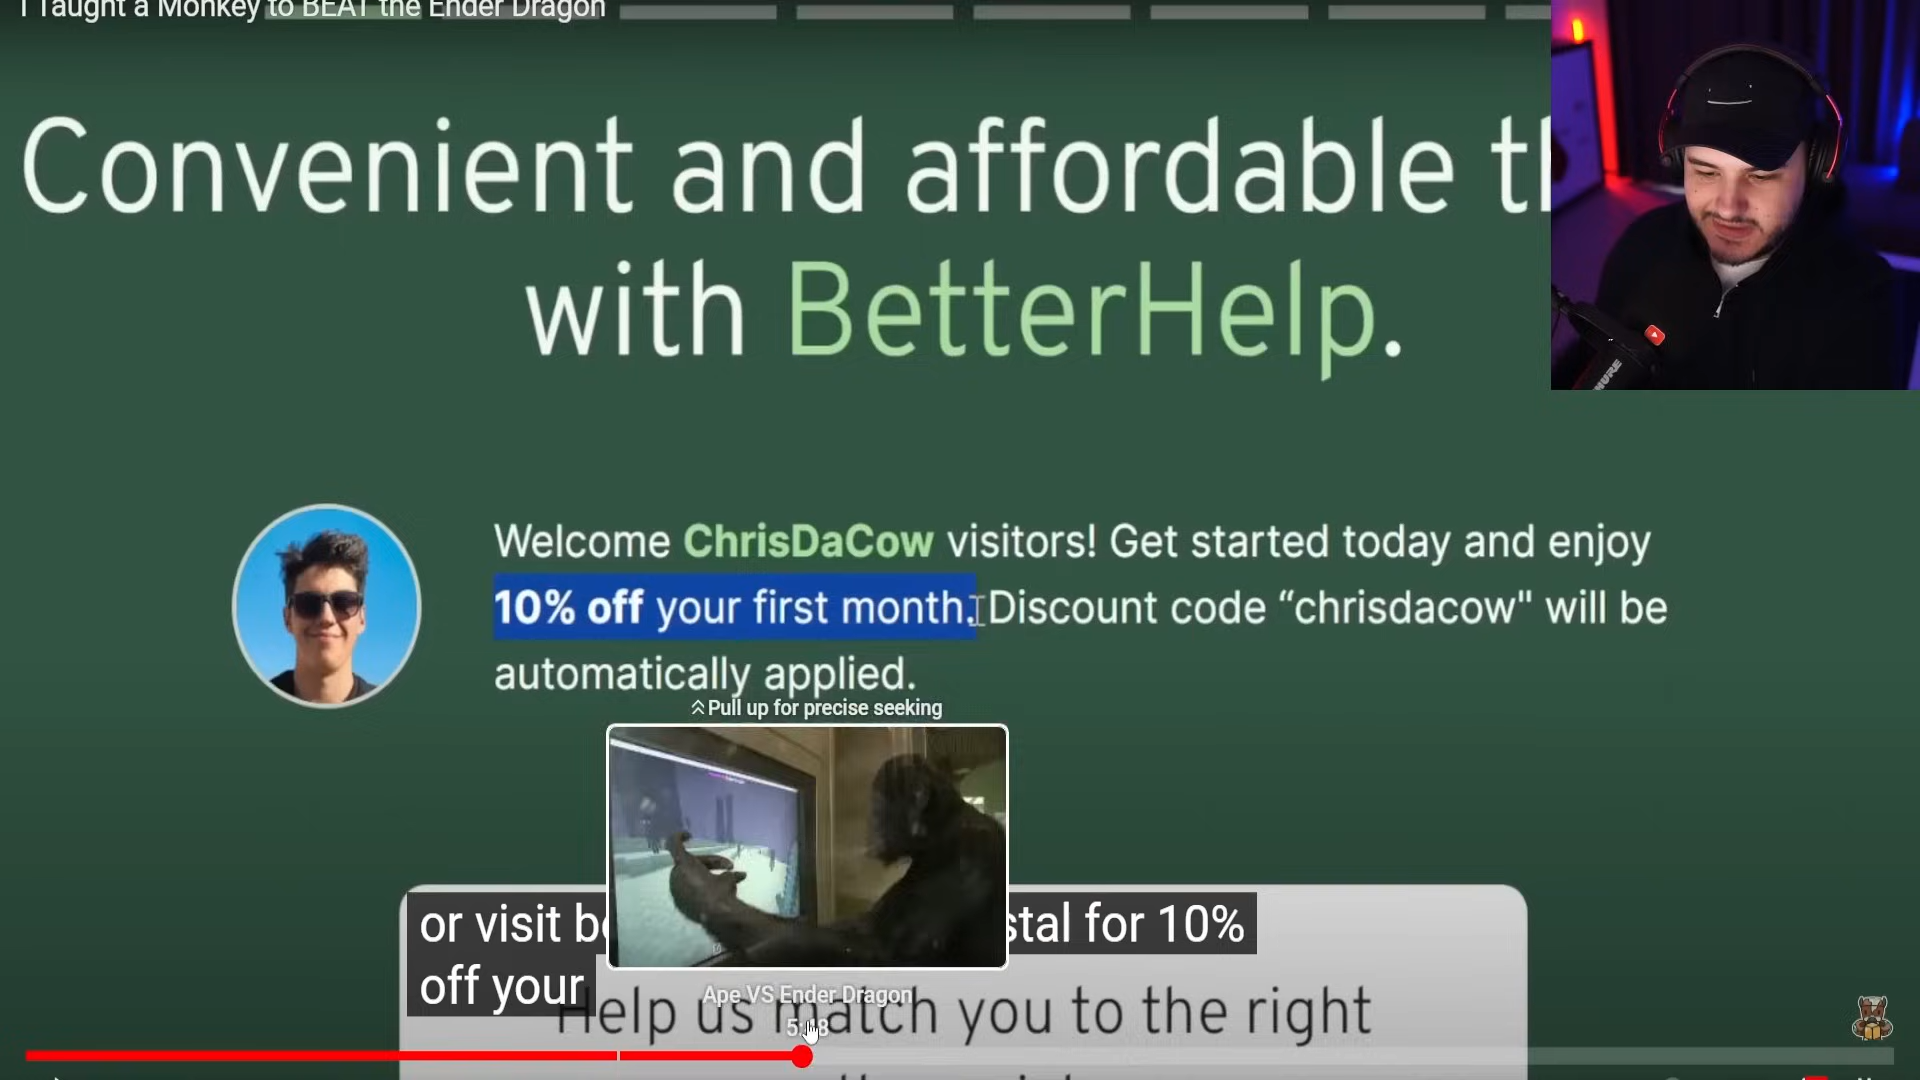 I Taught a Monkey to BEAT the Ender Dragon
Convenient and affordable
with BetterHelp.
Welcome ChrisDaCow visitors! Get started today and enjoy
10% off your first month. Discount code “chrisdacow" will be
automatically applied.
Pull up for precise seeking
or visit stal for 10%
off your
Ape VS Ender Dragon
Help us match you to the right
SHURE